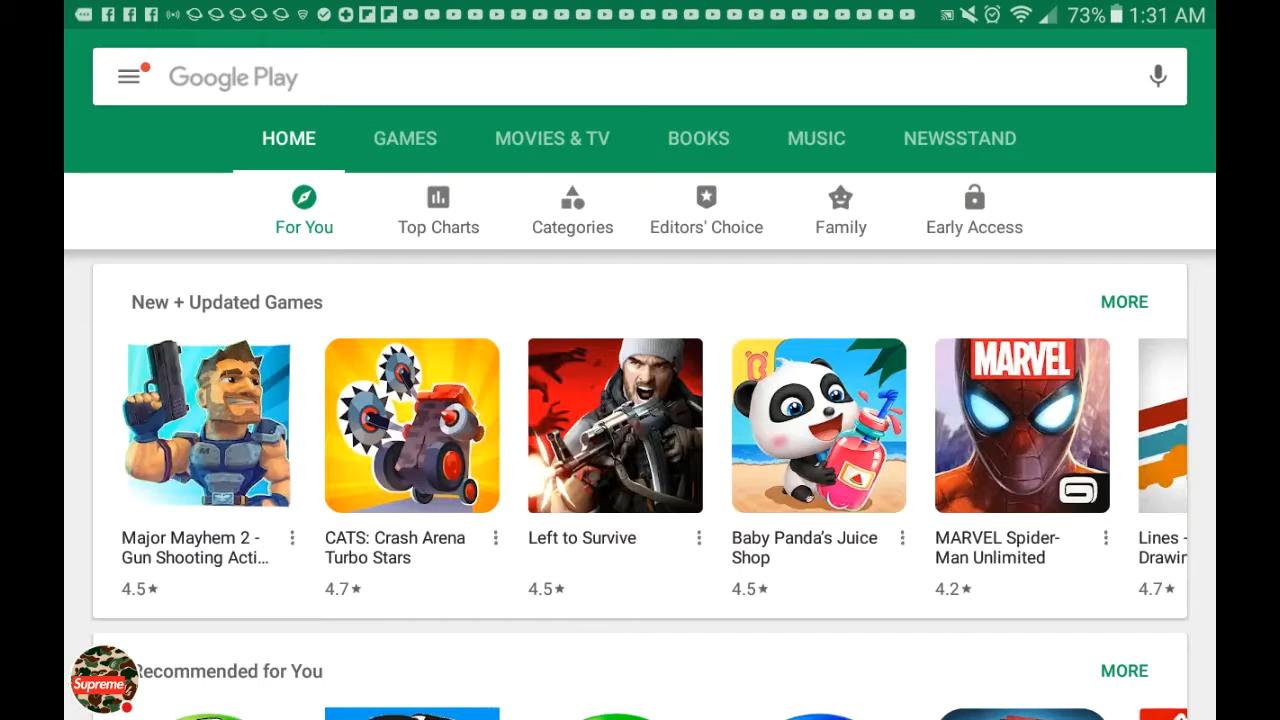 73% 1:31 AM
Google Play
HOME GAMES MOVIES & TV BOOKS MUSIC NEWSSTAND
For You Top Charts Categories Editors' Choice Family Early Access
New + Updated Games MORE
MARVEL
Major Mayhem 2 -
Gun Shooting Acti...
4.5★
CATS: Crash Arena
Turbo Stars
4.7★
Left to Survive
4.5★
Baby Panda's Juice
Shop
4.5★
MARVEL Spider-
Man Unlimited
4.2★
Lines -
Drawin
4.7★
Recommended for You MORE
Supreme